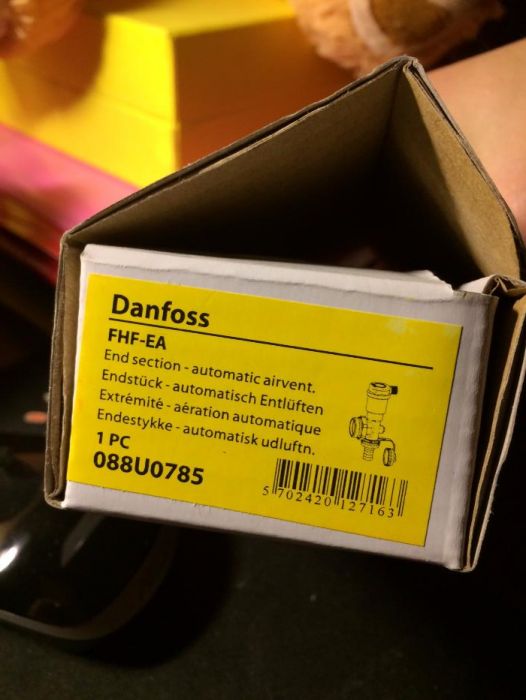 Danfoss
FHF-EA
End section - automatic airvent.
Endstück - automatisch Entlüften
Extrémité - aération automatique
Endestykke - automatisk udluftn.
1 PC
088U0785
5 702420 127163